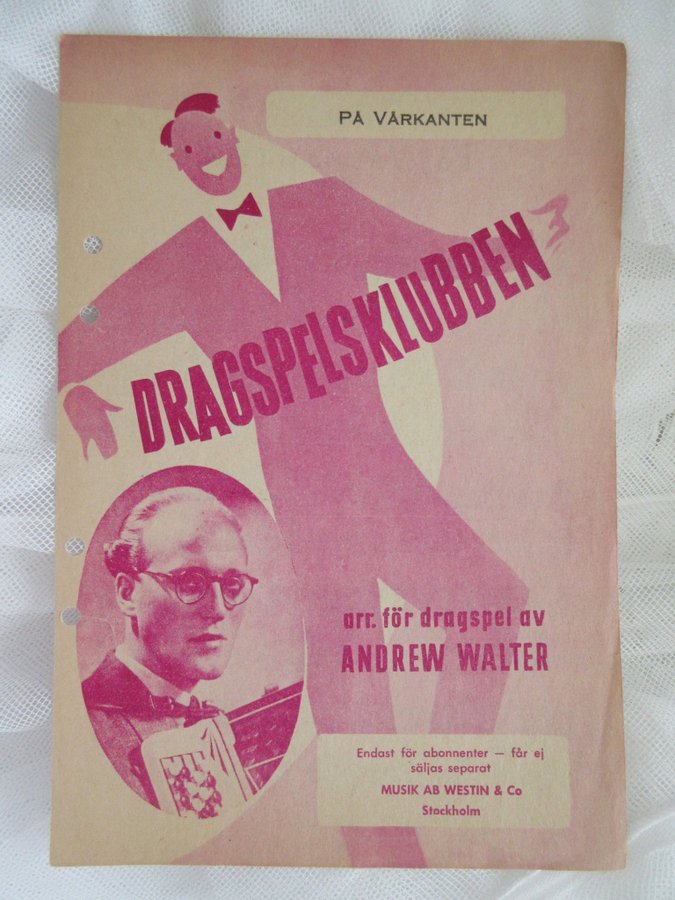 PÅ VÅRKANTEN
DRAGSPELSKLUBBEN
arr. för dragspel av
ANDREW WALTER
Endast för abonnenter — får ej
säljas separat
MUSIK AB WESTIN & Co
Stockholm